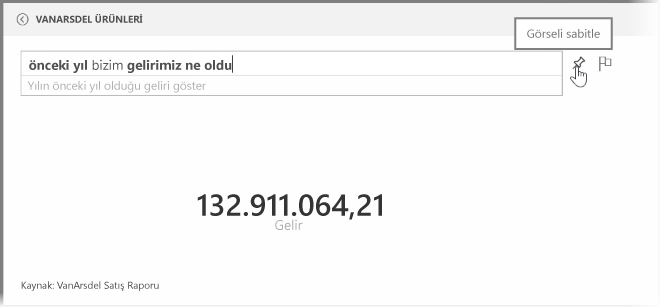 VANARSDEL ÜRÜNLERİ
Görseli sabitle
önceki yıl bizim gelirimiz ne oldu
Yılın önceki yıl olduğu geliri göster
132.911.064,21
Gelir
Kaynak: VanArsdel Satış Raporu